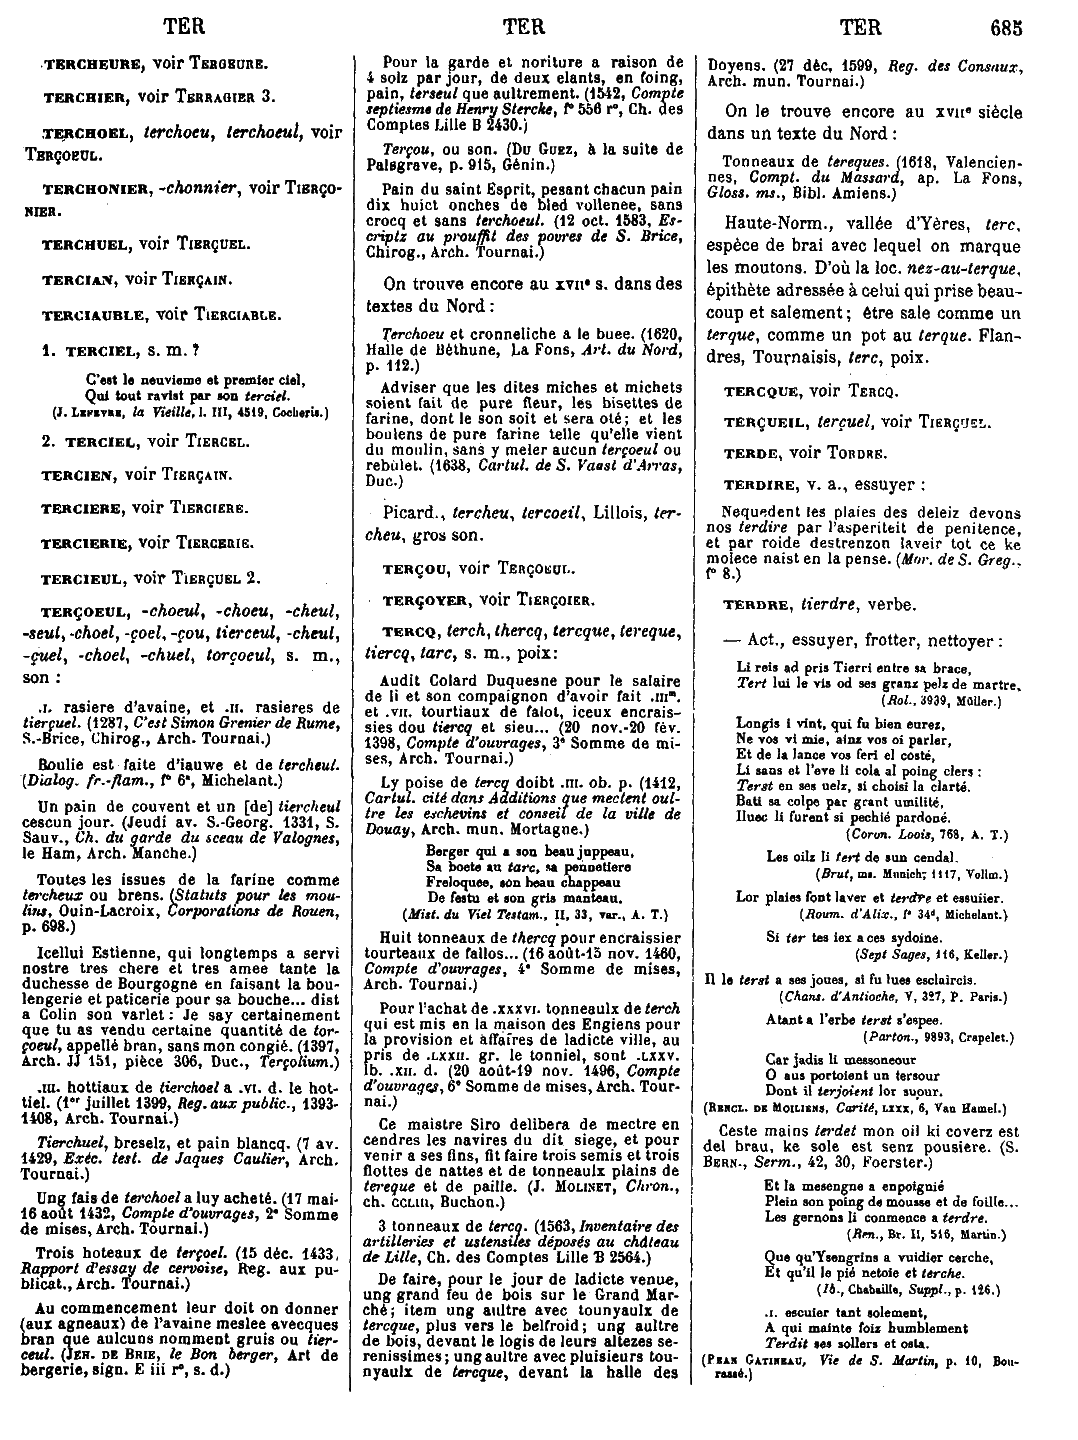 TER
TER
TER 685
TERCHEURE, voir TERGEURE.
TERCHIER, voir TERRAGIER 3.
TERCHOEL, terchoeu, terchoeul, voir
TERÇOEUL.
TERCHONIER, -chonnier, voir TIERÇO-
NIER.
TERCHUEL, voir TIERÇUEL.
TERCIAN, voir TIERÇAIN.
TERCIAUBLE, voir TIERCIABLE.
1. TERCIEL, s. m. ?
C'est le neuvieme et premier ciel,
Qui tout ravist par son terciel.
(J. LEFEVRE, la Vieille, l. III, 4519, Cocheris.)
2. TERCIEL, voir TIERCEL.
TERCIEN, voir TIERÇAIN.
TERCIERE, voir TIERCIERE.
TERCIERIE, voir TIERCERIE.
TERCIEUL, voir TIERÇUEL 2.
TERÇOEUL, -choeul, -choeu, -cheul,
-seul, -choel, -çoel, -çou, tierceul, -cheul,
-çuel, -choel, -chuel, torçoeul, s. m.,
son :
.I. rasiere d'avaine, et .II. rasieres de
tierçuel. (1287, C'est Simon Grenier de Rume,
S.-Brice, Chirog., Arch. Tournai.)
Boulie est faite d'iauwe et de tercheul.
(Dialog. fr.-flam., f° 6ª, Michelant.)
Un pain de couvent et un [de] tiercheul
cescun jour. (Jeudi av. S.-Georg. 1331, S.
Sauv., Ch. du garde du sceau de Valognes,
le Ham, Arch. Manche.)
Toutes les issues de la farine comme
tercheux ou brens. (Statuts pour les mou-
lins, Ouin-Lacroix, Corporations de Rouen,
p. 698.)
Icellui Estienne, qui longtemps a servi
nostre tres chere et tres amee tante la
duchesse de Bourgogne en faisant la bou-
lengerie et paticerie pour sa bouche... dist
a Colin son varlet : Je say certainement
que tu as vendu certaine quantité de tor-
çoeul, appellé bran, sans mon congié. (1397,
Arch. JJ 151, pièce 306, Duc., Terçolium.)
.III. hottiaux de tierchoel a .VI. d. le hot-
tiel. (1er juillet 1399, Reg. aux public., 1393-
1408, Arch. Tournai.)
Tierchuel, breselz, et pain blancq. (7 av.
1429, Exéc. test. de Jaques Caulier, Arch.
Tournai.)
Ung fais de terchoel a luy acheté. (17 mai-
16 août 1432, Compte d'ouvrages, 2e Somme
de mises, Arch. Tournai.)
Trois hoteaux de terçoel. (15 déc. 1433,
Rapport d'essay de cervoise, Reg. aux pu-
blicat., Arch. Tournai.)
Au commencement leur doit on donner
(aux agneaux) de l'avaine meslee avecques
bran que aulcuns nomment gruis ou tier-
ceul. (JEH. DE BRIE, le Bon berger, Art de
bergerie, sign. E iii r°, s. d.)
Pour la garde et noriture a raison de
4 solz par jour, de deux elants, en foing,
pain, terseul que aultrement. (1542, Compte
septiesme de Henry Stercke, f° 556 r°, Ch. des
Comptes Lille B 2430.)
Terçou, ou son. (DU GUEZ, à la suite de
Palsgrave, p. 915, Génin.)
Pain du saint Esprit, pesant chacun pain
dix huict onches de bled vollenee, sans
crocq et sans terchoeul. (12 oct. 1583, Es-
criptz au prouffit des povres de S. Brice,
Chirog., Arch. Tournai.)
On trouve encore au XVIIe s. dans des
textes du Nord :
Terchoeu et cronneliche a le buee. (1620,
Halle de Béthune, La Fons, Art. du Nord,
p. 112.)
Adviser que les dites miches et michets
soient fait de pure fleur, les bisettes de
farine, dont le son soit et sera oté ; et les
boulens de pure farine telle qu'elle vient
du moulin, sans y meler aucun terçoeul ou
rebulet. (1638, Cartul. de S. Vaast d'Arras,
Duc.)
Picard., tercheu, tercoeil, Lillois, ter-
cheu, gros son.
TERÇOU, voir TERÇOEUL.
TERÇOYER, voir TIERÇOIER.
TERCQ, terch, thercq, tercque, tereque,
tiercq, tarc, s. m., poix :
Audit Colard Duquesne pour le salaire
de li et son compaignon d'avoir fait .IIIm.
et .VII. tourtiaux de falot, iceux encrais-
sies dou tiercq et sieu... (20 nov.-20 fév.
1398, Compte d'ouvrages, 3e Somme de mi-
ses, Arch. Tournai.)
Ly poise de tercq doibt .III. ob. p. (1412,
Cartul. cité dans Additions que mectent oul-
tre les eschevins et conseil de la ville de
Douay, Arch. mun. Mortagne.)
Berger qui a son beau juppeau,
Sa boete au tarc, sa pennetiere
Freloquee, son beau chappeau
De festu et son gris manteau.
(Mist. du Viel Testam., II, 33, var., A. T.)
Huit tonneaux de thercq pour encraissier
tourteaux de fallos... (16 août-15 nov. 1460,
Compte d'ouvrages, 4e Somme de mises,
Arch. Tournai.)
Pour l'achat de .XXXVI. tonneaulx de terch
qui est mis en la maison des Engiens pour
la provision et affaires de ladicte ville, au
pris de .LXXII. gr. le tonniel, sont .LXXV.
lb. .XII. d. (20 août-19 nov. 1496, Compte
d'ouvrages, 6e Somme de mises, Arch. Tour-
nai.)
Ce maistre Siro delibera de mectre en
cendres les navires du dit siege, et pour
venir a ses fins, fit faire trois semis et trois
flottes de nattes et de tonneaulx plains de
tereque et de paille. (J. MOLINET, Chron.,
ch. CCLIII, Buchon.)
3 tonneaux de tercq. (1563, Inventaire des
artilleries et ustensiles déposés au château
de Lille, Ch. des Comptes Lille B 2564.)
De faire, pour le jour de ladicte venue,
ung grand feu de bois sur le Grand Mar-
ché ; item ung aultre avec tounyaulx de
tercque, plus vers le belfroid ; ung aultre
de bois, devant le logis de leurs altezes se-
renissimes ; ung aultre avec pluisieurs tou-
nyaulx de tercque, devant la halle des
Doyens. (27 déc. 1599, Reg. des Consaux,
Arch. mun. Tournai.)
On le trouve encore au XVIIe siècle
dans un texte du Nord :
Tonneaux de tereques. (1618, Valencien-
nes, Compt. du Massard, ap. La Fons,
Gloss. ms., Bibl. Amiens.)
Haute-Norm., vallée d'Yères, terc,
espèce de brai avec lequel on marque
les moutons. D'où la loc. nez-au-terque,
épithète adressée à celui qui prise beau-
coup et salement ; être sale comme un
terque, comme un pot au terque. Flan-
dres, Tournaisis, terc, poix.
TERCQUE, voir TERCQ.
TERÇUEIL, terçuel, voir TIERÇUEL.
TERDE, voir TORDRE.
TERDIRE, v. a., essuyer :
Nequedent les plaies des deleiz devons
nos terdire par l'asperiteit de penitence,
et par roide destrenzon laveir tot ce ke
molece naist en la pense. (Mor. de S. Greg.,
f° 8.)
TERDRE, tierdre, verbe.
— Act., essuyer, frotter, nettoyer :
Li reis ad pris Tierri entre sa brace,
Tert lui le vis od ses granz pelz de martre.
(Rol., 3939, Müller.)
Longis i vint, qui fu bien eurez,
Ne vos vi mie, ainz vos oi parler,
Et de la lance vos feri el costé,
Li sans et l'eve li cola al poing clers :
Terst en ses uelz, si choisi la clarté.
Bati sa colpe par grant umilité,
Iluec li furent si pechié pardoné.
(Coron. Loois, 768, A. T.)
Les oilz li tert de sun cendal.
(Brut, ms. Munich; 1117, Vollm.)
Lor plaies font laver et terdre et essuiier.
(Roum. d'Alix., f° 34d, Michelant.)
Si ter tes iex a ces sydoine.
(Sept Sages, 116, Keller.)
Il le terst a ses joues, si fu lues esclaircis.
(Chans. d'Antioche, V, 327, P. Paris.)
Atant a l'erbe terst s'espee.
(Parton., 9893, Crapelet.)
Car jadis li messoneour
O aus portoient un tersour
Dont il terjoient lor suour.
(RENCL. DE MOILIENS, Carité, LXXX, 6, Van Hamel.)
Ceste mains terdet mon oil ki coverz est
del brau, ke sole est senz pousiere. (S.
BERN., Serm., 42, 30, Foerster.)
Et la mesengne a enpoignié
Plein son poing de mousse et de foille...
Les gernons li conmence a terdre.
(Ren., Br. II, 516, Martin.)
Que qu'Ysengrins a vuidier cerche,
Et qu'il le pié netoie et terche.
(Ib., Chabaille, Suppl., p. 126.)
.I. escuier tant solement,
A qui mainte foiz humblement
Terdit ses sollers et osta.
(PEAN GATINEAU, Vie de S. Martin, p. 10, Bou-
rassé.)